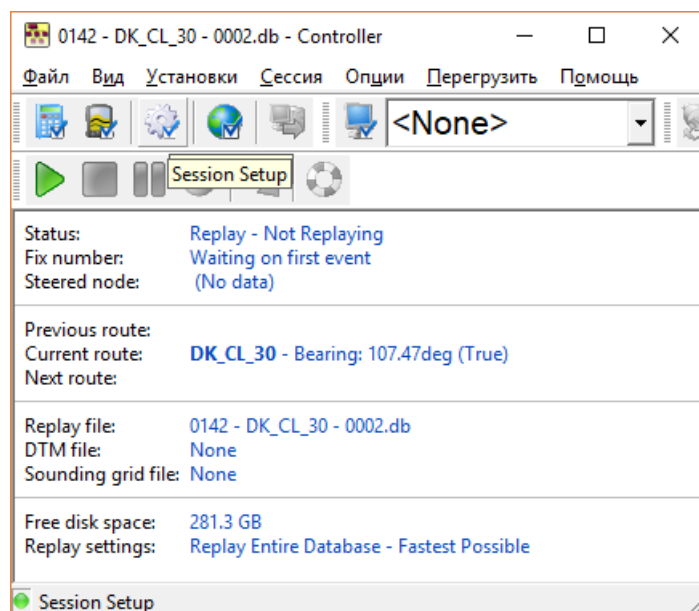 0142 - DK_CL_30 - 0002.db - Controller
Файл Вид Установки Сессия Опции Перегрузить Помощь
<None>
Session Setup
Status: Replay - Not Replaying
Fix number: Waiting on first event
Steered node: (No data)
Previous route:
Current route: DK_CL_30 - Bearing: 107.47deg (True)
Next route:
Replay file: 0142 - DK_CL_30 - 0002.db
DTM file: None
Sounding grid file: None
Free disk space: 281.3 GB
Replay settings: Replay Entire Database - Fastest Possible
Session Setup